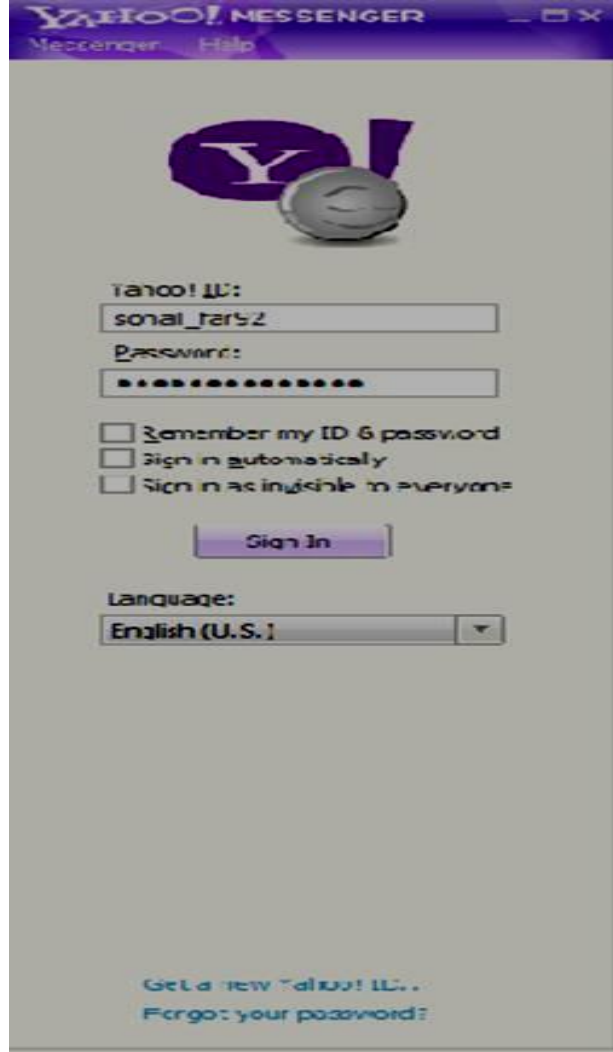 YAHOO! MESSENGER
Messenger Help
Y!
Yahoo! ID:
Password:
••••••••••••••
Remember my ID & password
Sign in automatically
Sign in as invisible to everyone
Sign In
Language:
English (U.S.)
Get a new Yahoo! ID..
Forgot your password?